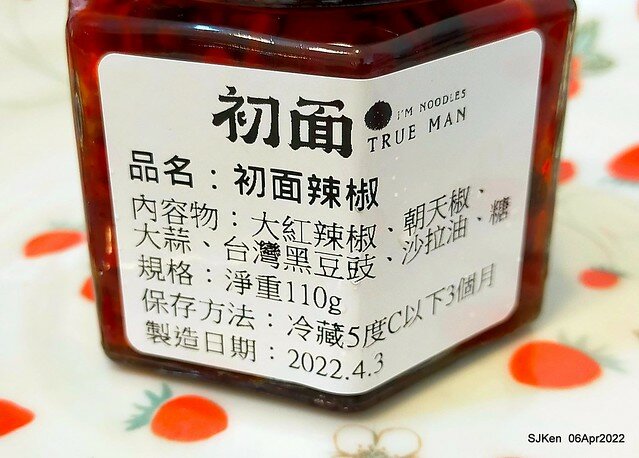 初面
i'M NOODLES
TRUE MAN
品名：初面辣椒
內容物：大紅辣椒、朝天椒、
大蒜、台灣黑豆豉、沙拉油、糖
規格：淨重110g
保存方法：冷藏5度C以下3個月
製造日期：2022.4.3
SJKen 06Apr2022